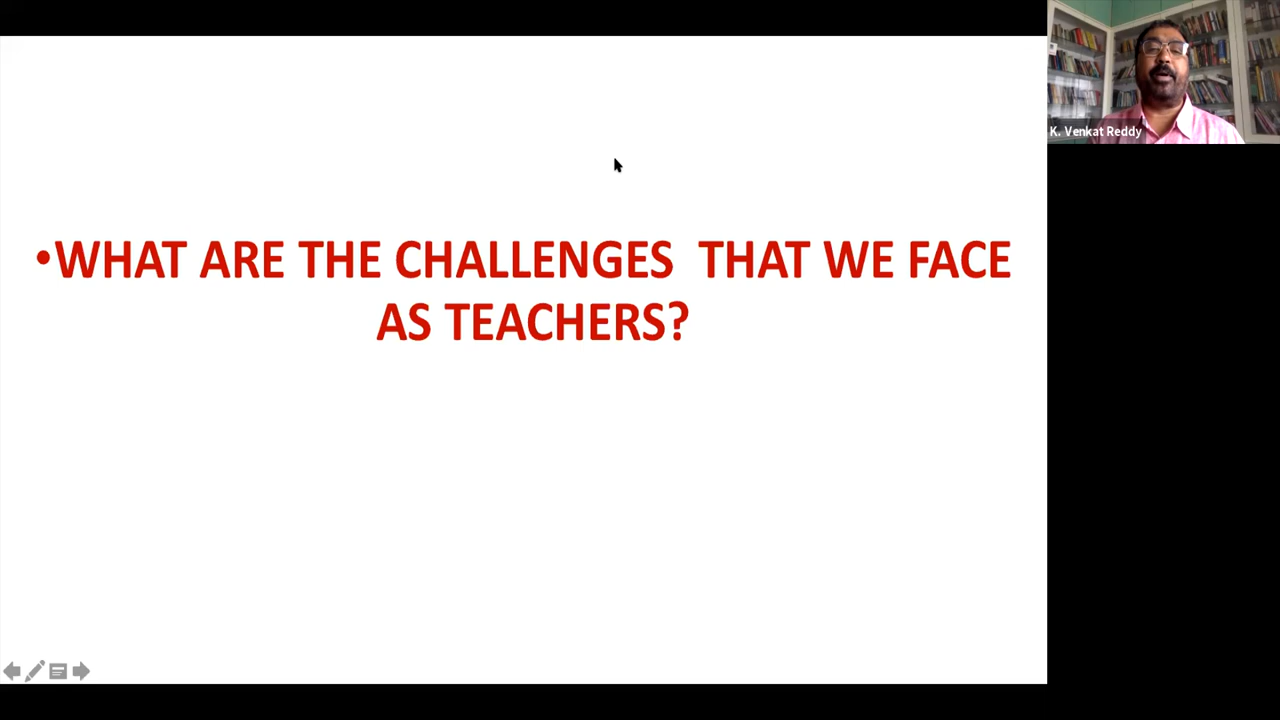 •WHAT ARE THE CHALLENGES  THAT WE FACE
AS TEACHERS?
K. Venkat Reddy